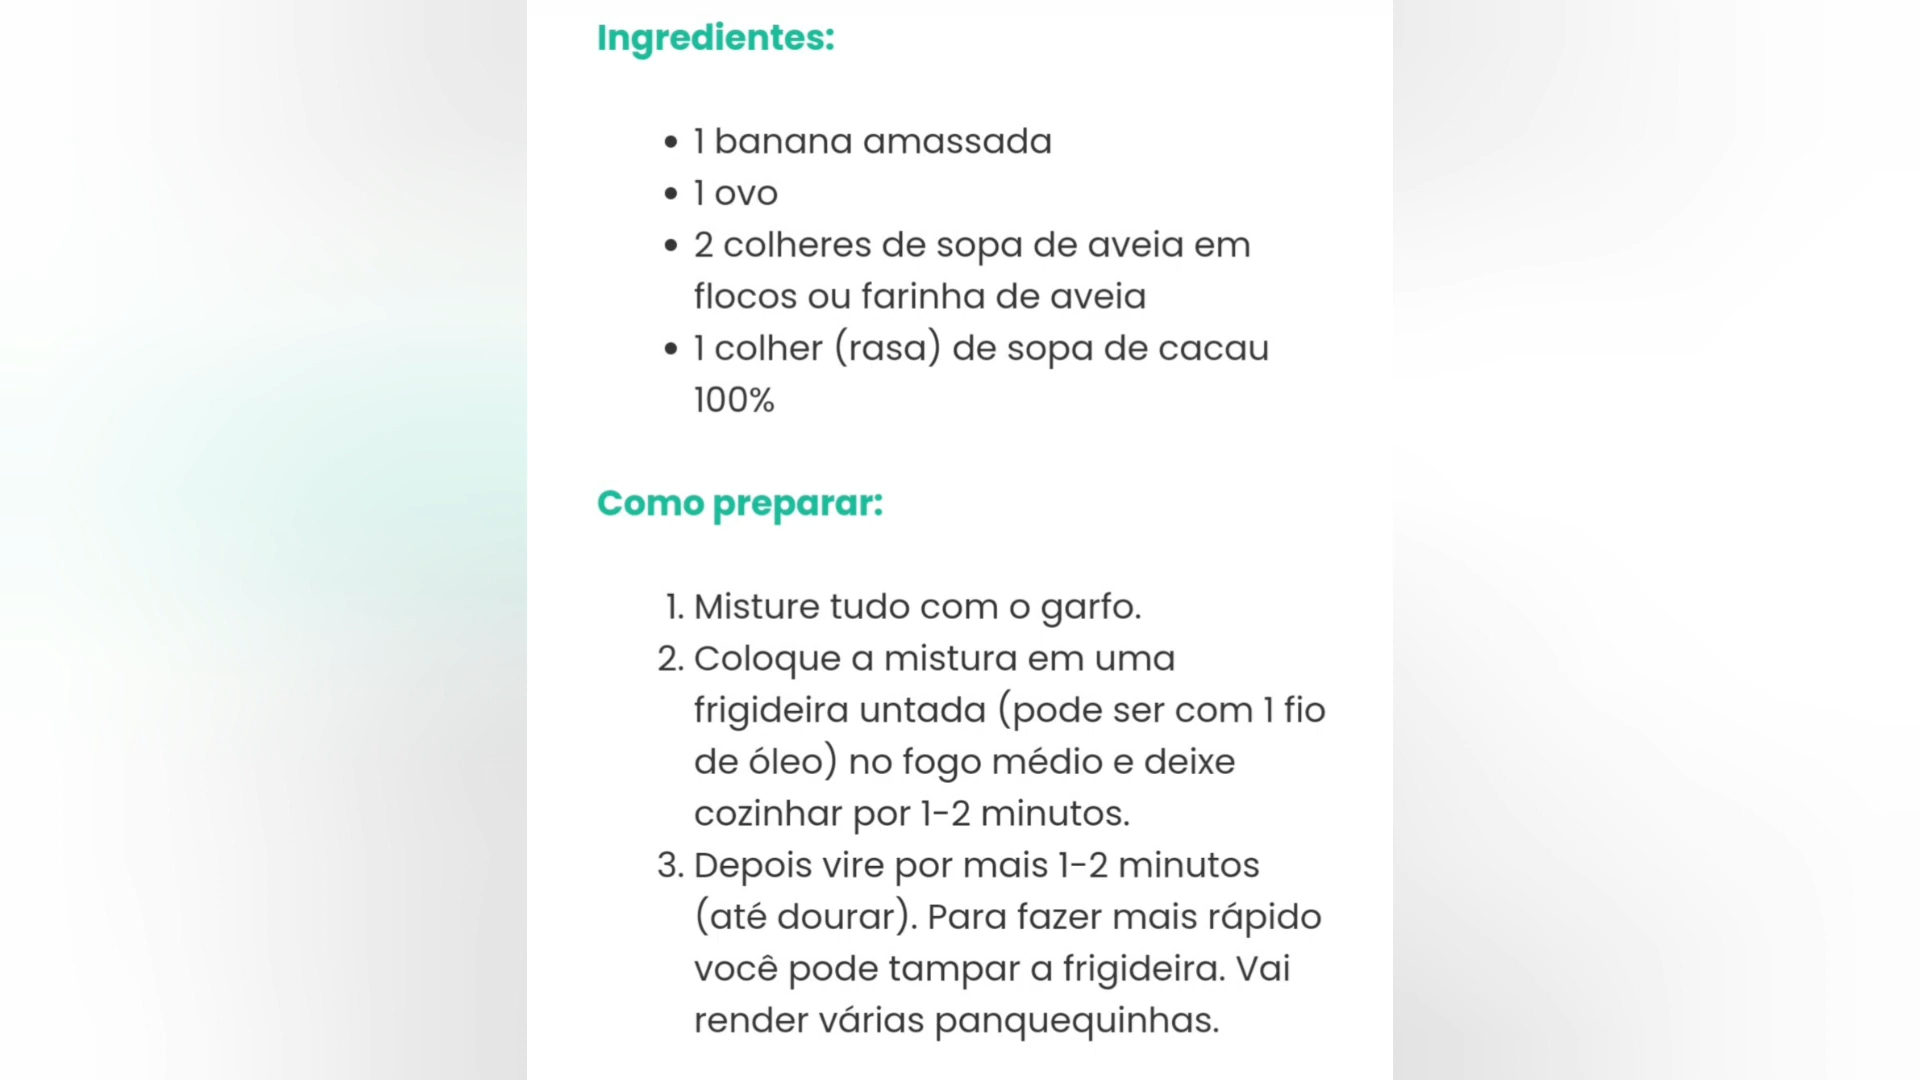 Ingredientes:
• 1 banana amassada
• 1 ovo
• 2 colheres de sopa de aveia em
flocos ou farinha de aveia
• 1 colher (rasa) de sopa de cacau
100%
Como preparar:
1. Misture tudo com o garfo.
2. Coloque a mistura em uma
frigideira untada (pode ser com 1 fio
de óleo) no fogo médio e deixe
cozinhar por 1-2 minutos.
3. Depois vire por mais 1-2 minutos
(até dourar). Para fazer mais rápido
você pode tampar a frigideira. Vai
render várias panquequinhas.